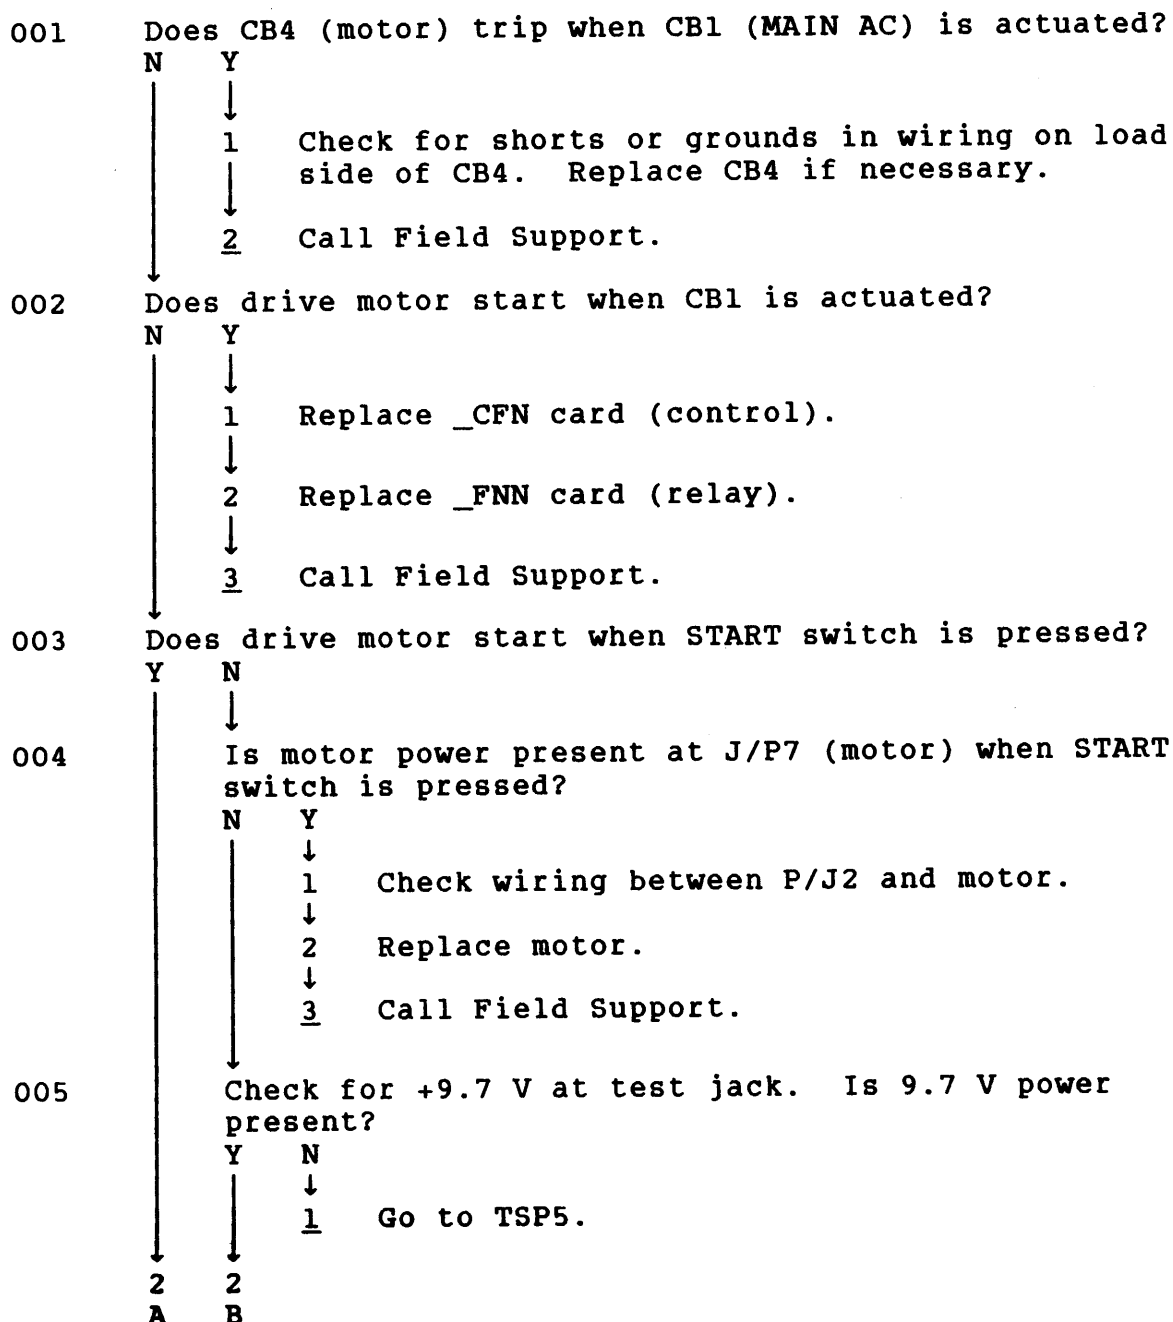 001 Does CB4 (motor) trip when CB1 (MAIN AC) is actuated?
N Y
1 Check for shorts or grounds in wiring on load
side of CB4. Replace CB4 if necessary.
2 Call Field Support.
002 Does drive motor start when CB1 is actuated?
N Y
1 Replace _CFN card (control).
2 Replace _FNN card (relay).
3 Call Field Support.
003 Does drive motor start when START switch is pressed?
Y N
004 Is motor power present at J/P7 (motor) when START
switch is pressed?
N Y
1 Check wiring between P/J2 and motor.
2 Replace motor.
3 Call Field Support.
005 Check for +9.7 V at test jack. Is 9.7 V power
present?
Y N
1 Go to TSP5.
2 2
A B